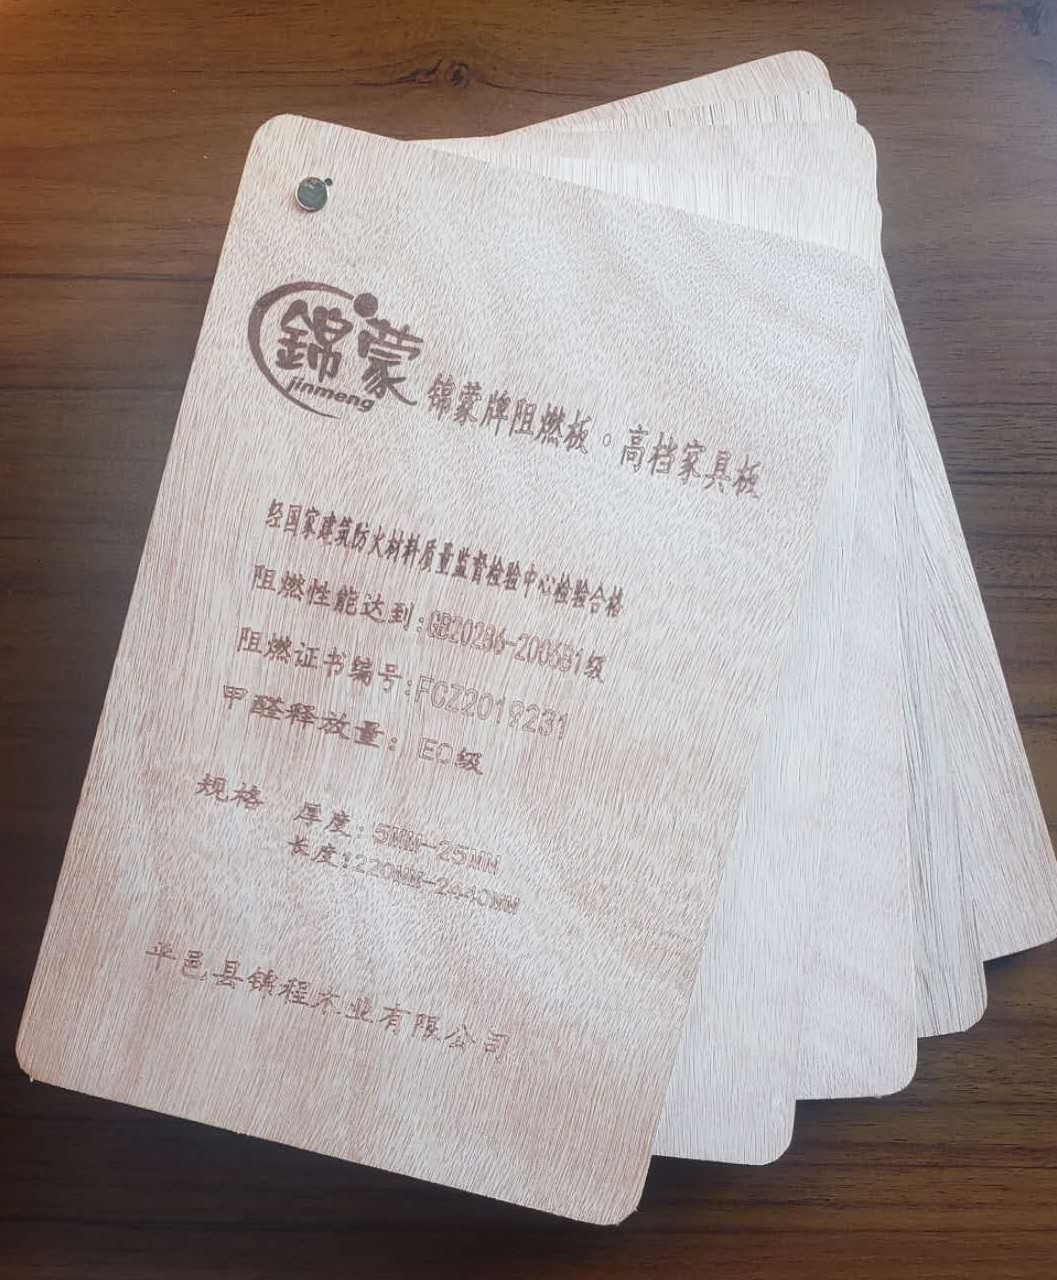 錦蒙
jinmeng
锦蒙牌阻燃板。高档家具板
经国家建筑防火材料质量监督检验中心检验合格
阻燃性能达到:GB20286-2006B1级
阻燃证书编号:FCZ2019231
甲醛释放量: E0级
规格 厚度:5MM-25MM
长度:220MM-2440MM
平邑县锦程木业有限公司